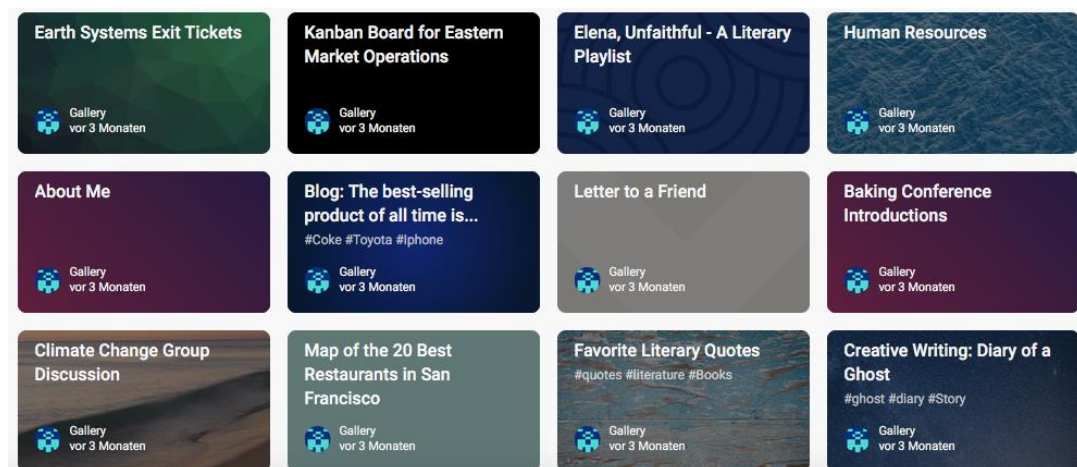 Earth Systems Exit Tickets
Gallery
vor 3 Monaten
Kanban Board for Eastern
Market Operations
Gallery
vor 3 Monaten
Elena, Unfaithful - A Literary
Playlist
Gallery
vor 3 Monaten
Human Resources
Gallery
vor 3 Monaten
About Me
Gallery
vor 3 Monaten
Blog: The best-selling
product of all time is...
#Coke #Toyota #Iphone
Gallery
vor 3 Monaten
Letter to a Friend
Gallery
vor 3 Monaten
Baking Conference
Introductions
Gallery
vor 3 Monaten
Climate Change Group
Discussion
Gallery
vor 3 Monaten
Map of the 20 Best
Restaurants in San
Francisco
Gallery
vor 3 Monaten
Favorite Literary Quotes
#quotes #literature #Books
Gallery
vor 3 Monaten
Creative Writing: Diary of a
Ghost
#ghost #diary #Story
Gallery
vor 3 Monaten